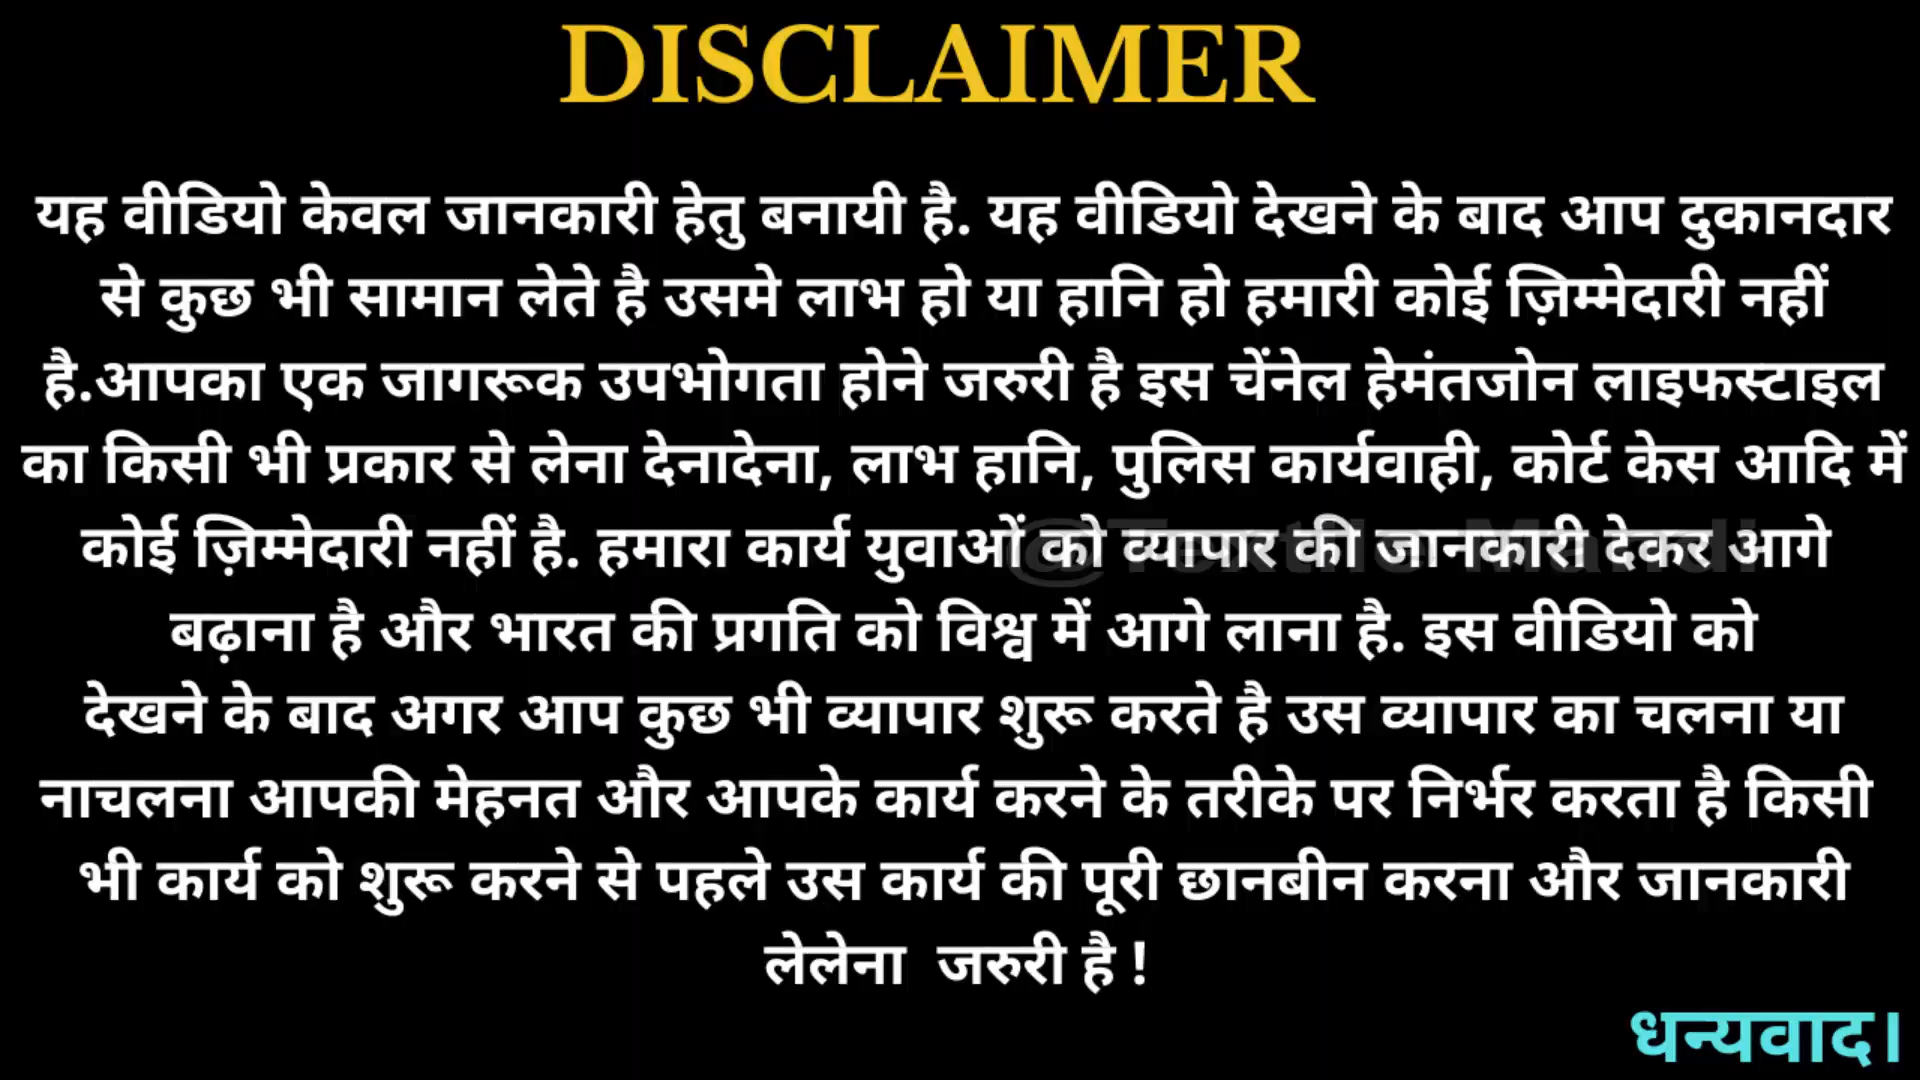 DISCLAIMER
यह वीडियो केवल जानकारी हेतु बनायी है. यह वीडियो देखने के बाद आप दुकानदार
से कुछ भी सामान लेते है उसमे लाभ हो या हानि हो हमारी कोई ज़िम्मेदारी नहीं
है.आपका एक जागरूक उपभोगता होने जरुरी है इस चेंनेल हेमंतजोन लाइफस्टाइल
का किसी भी प्रकार से लेना देनादेना, लाभ हानि, पुलिस कार्यवाही, कोर्ट केस आदि में
कोई ज़िम्मेदारी नहीं है. हमारा कार्य युवाओं को व्यापार की जानकारी देकर आगे
@Textile Mandi
बढ़ाना है और भारत की प्रगति को विश्व में आगे लाना है. इस वीडियो को
देखने के बाद अगर आप कुछ भी व्यापार शुरू करते है उस व्यापार का चलना या
नाचलना आपकी मेहनत और आपके कार्य करने के तरीके पर निर्भर करता है किसी
भी कार्य को शुरू करने से पहले उस कार्य की पूरी छानबीन करना और जानकारी
लेलेना जरुरी है !
धन्यवाद।